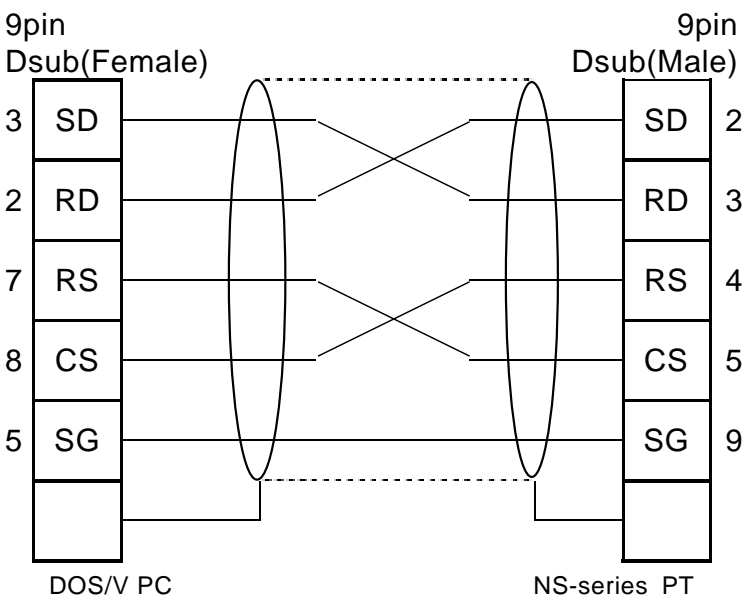 9pin
Dsub(Female)
9pin
Dsub(Male)
3 SD SD 2
2 RD RD 3
7 RS RS 4
8 CS CS 5
5 SG SG 9
DOS/V PC
NS-series PT